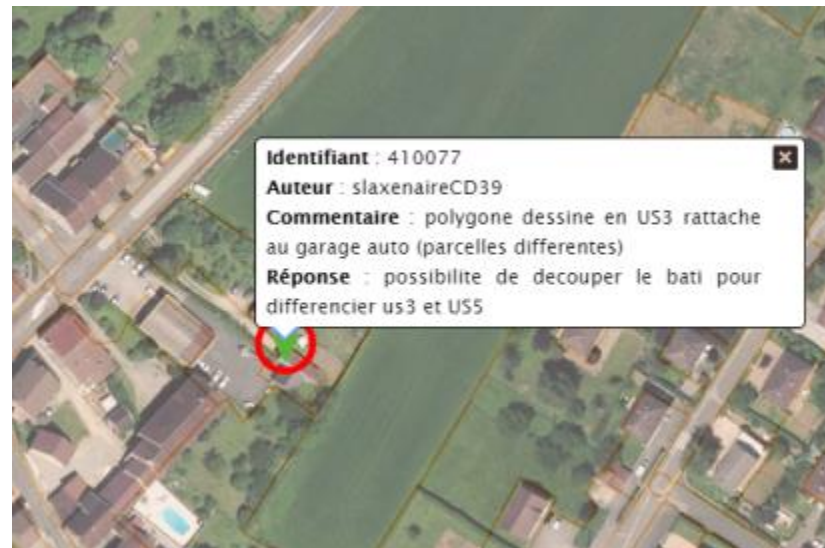 Identifiant : 410077
Auteur : slaxenaireCD39
Commentaire : polygone dessine en US3 rattache
au garage auto (parcelles differentes)
Réponse : possibilite de decouper le bati pour
differencier us3 et US5